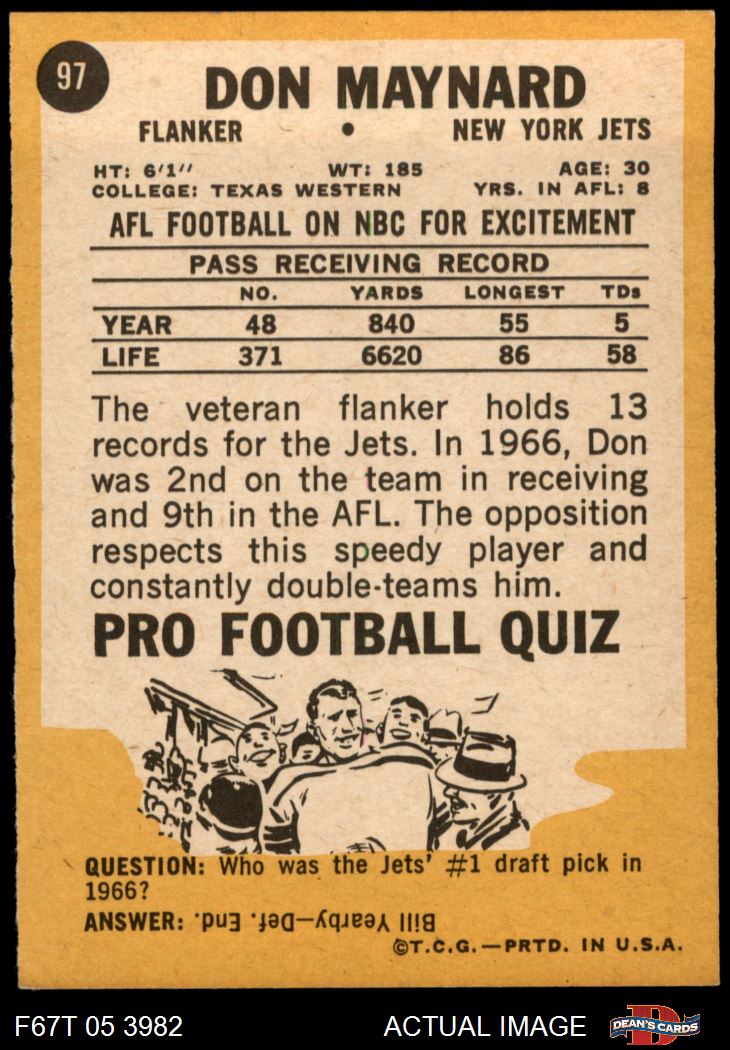 97
DON MAYNARD
FLANKER • NEW YORK JETS
HT: 6'1" WT: 185 AGE: 30
COLLEGE: TEXAS WESTERN YRS. IN AFL: 8
AFL FOOTBALL ON NBC FOR EXCITEMENT
PASS RECEIVING RECORD
NO. YARDS LONGEST TDs
YEAR 48 840 55 5
LIFE 371 6620 86 58
The veteran flanker holds 13
records for the Jets. In 1966, Don
was 2nd on the team in receiving
and 9th in the AFL. The opposition
respects this speedy player and
constantly double-teams him.
PRO FOOTBALL QUIZ
QUESTION: Who was the Jets' #1 draft pick in
1966?
ANSWER: Bill Yearby—Def. End.
©T.C.G.—PRTD. IN U.S.A.
F67T 05 3982 ACTUAL IMAGE D DEAN'S CARDS